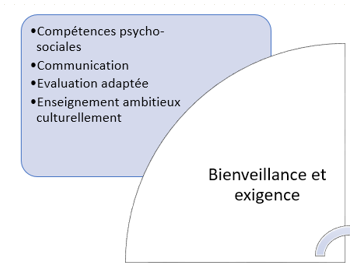 •Compétences psycho-
sociales
•Communication
•Evaluation adaptée
•Enseignement ambitieux
culturellement
Bienveillance et
exigence